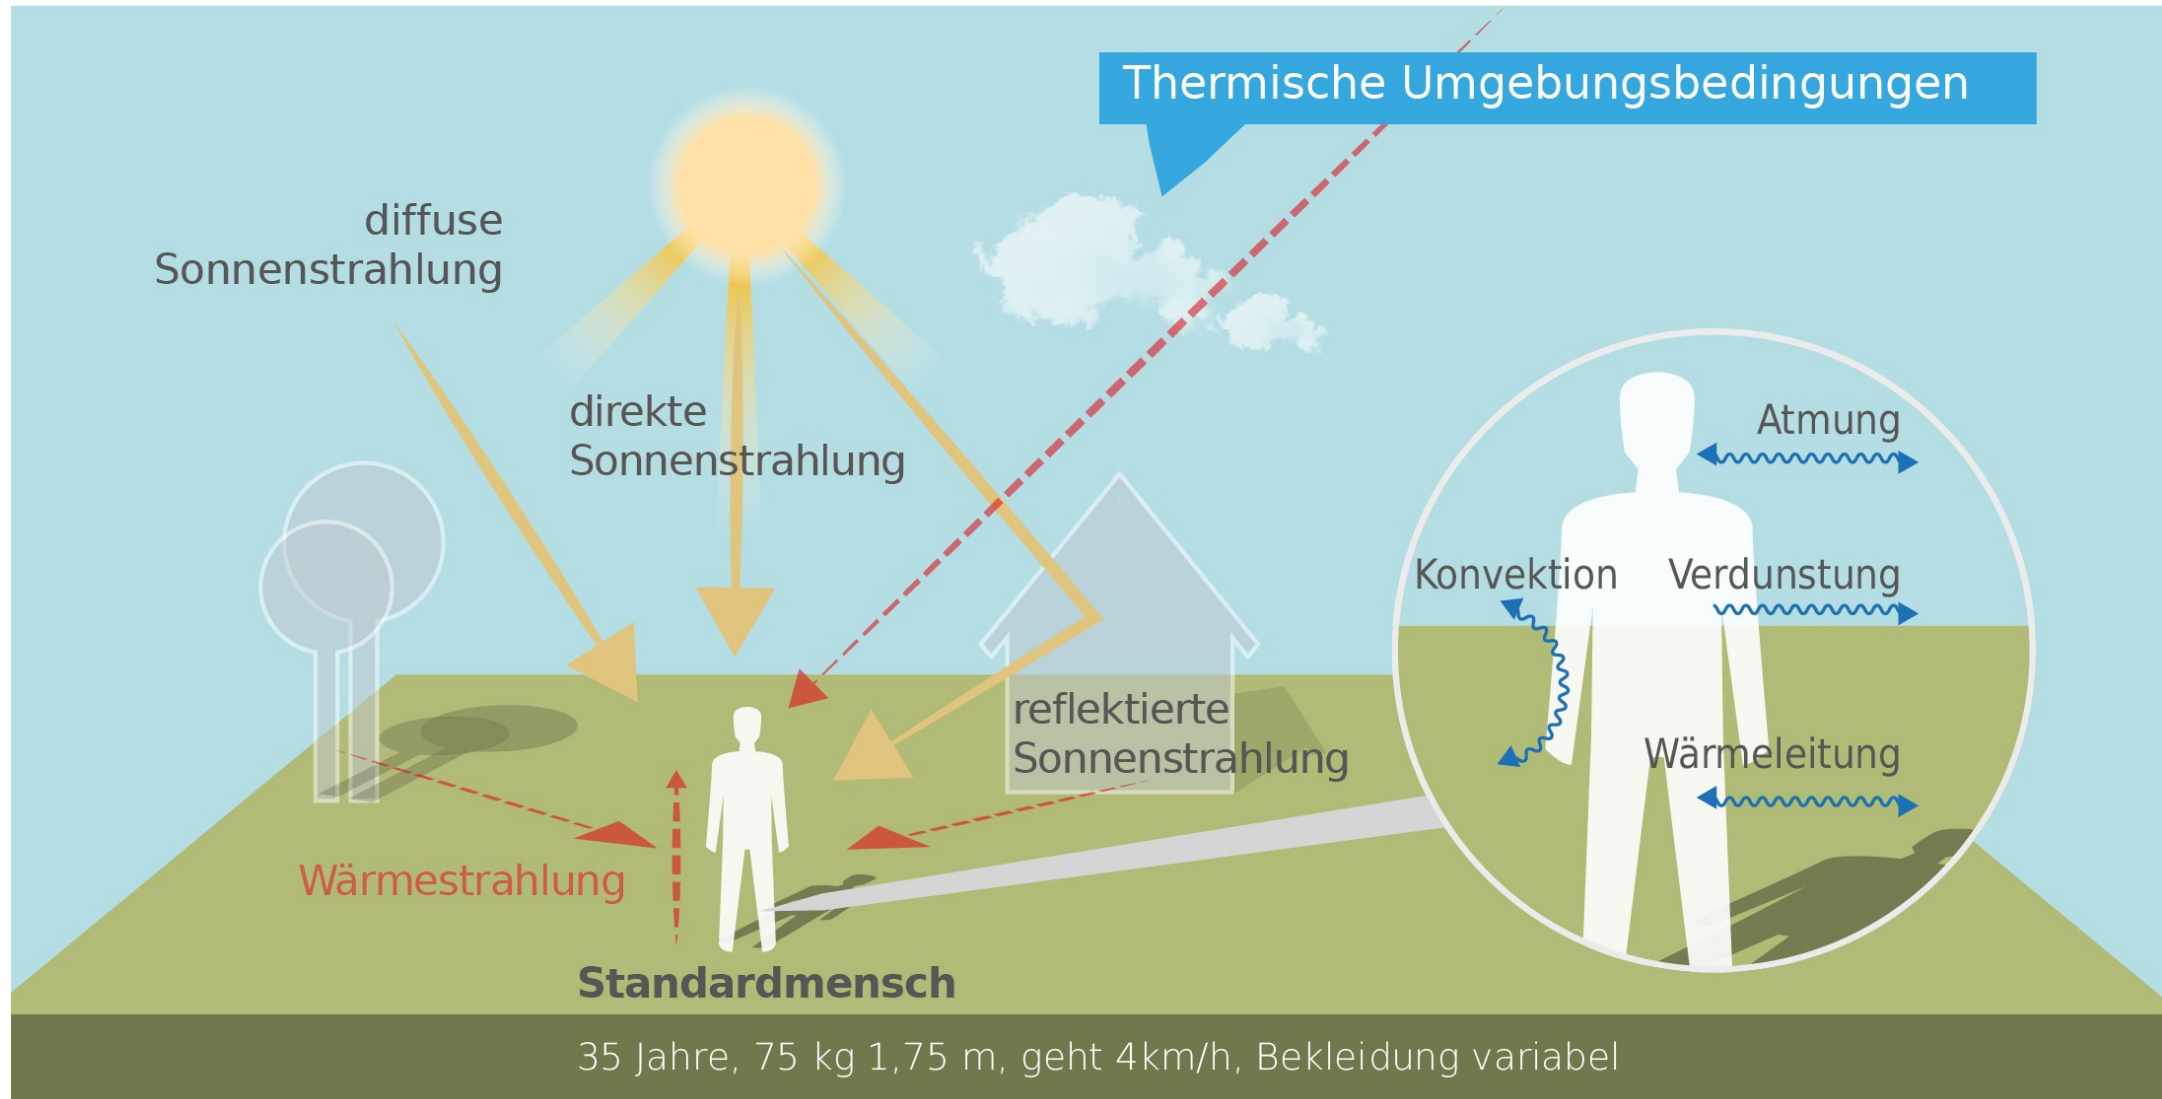 Thermische Umgebungsbedingungen
diffuse
Sonnenstrahlung
direkte
Sonnenstrahlung
Atmung
Konvektion
Verdunstung
reflektierte
Sonnenstrahlung
Wärmeleitung
Wärmestrahlung
Standardmensch
35 Jahre, 75 kg 1,75 m, geht 4km/h, Bekleidung variabel